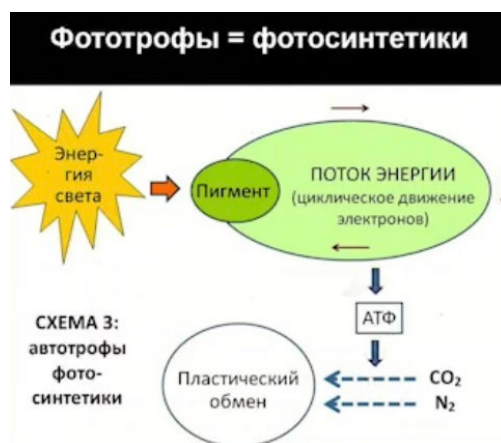 Фототрофы = фотосинтетики
Энер-
гия
света
Пигмент
ПОТОК ЭНЕРГИИ
(циклическое движение
электронов)
АТФ
СХЕМА 3:
автотрофы
фото-
синтетики
Пластический
обмен
CO₂
N₂